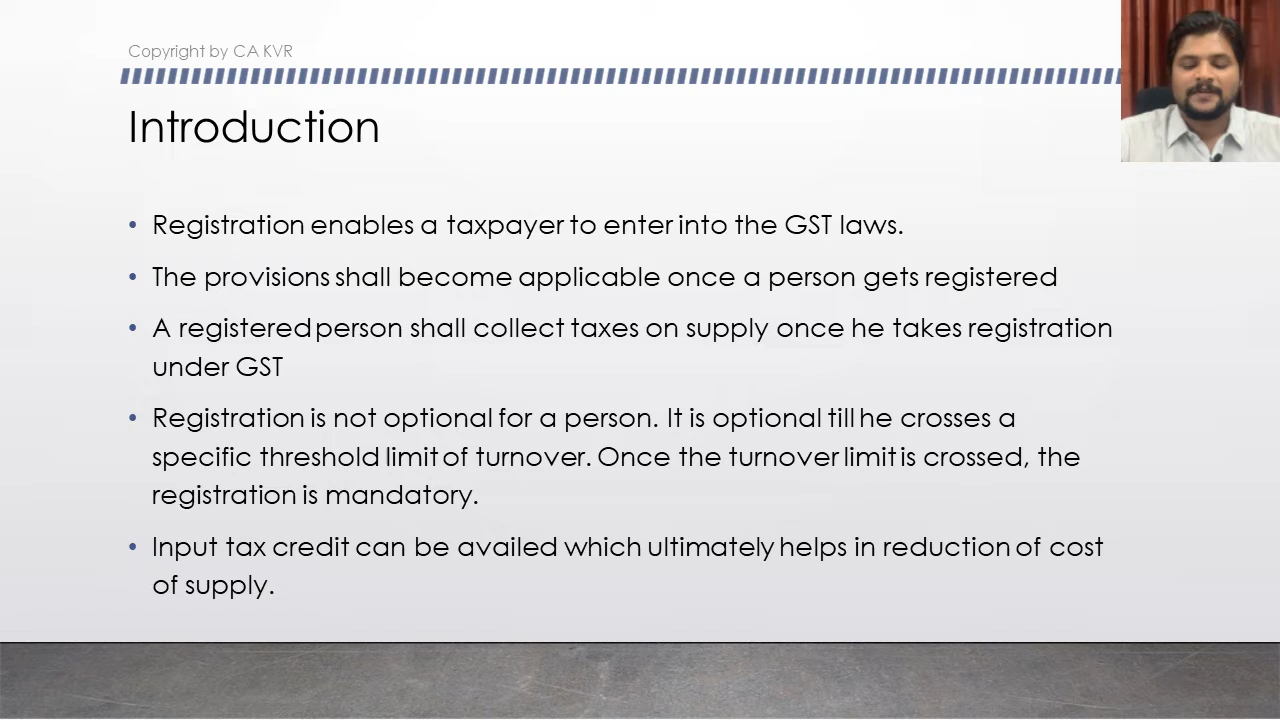 Copyright by CA KVR
Introduction
• Registration enables a taxpayer to enter into the GST laws.
• The provisions shall become applicable once a person gets registered
• A registered person shall collect taxes on supply once he takes registration
under GST
• Registration is not optional for a person. It is optional till he crosses a
specific threshold limit of turnover. Once the turnover limit is crossed, the
registration is mandatory.
• Input tax credit can be availed which ultimately helps in reduction of cost
of supply.